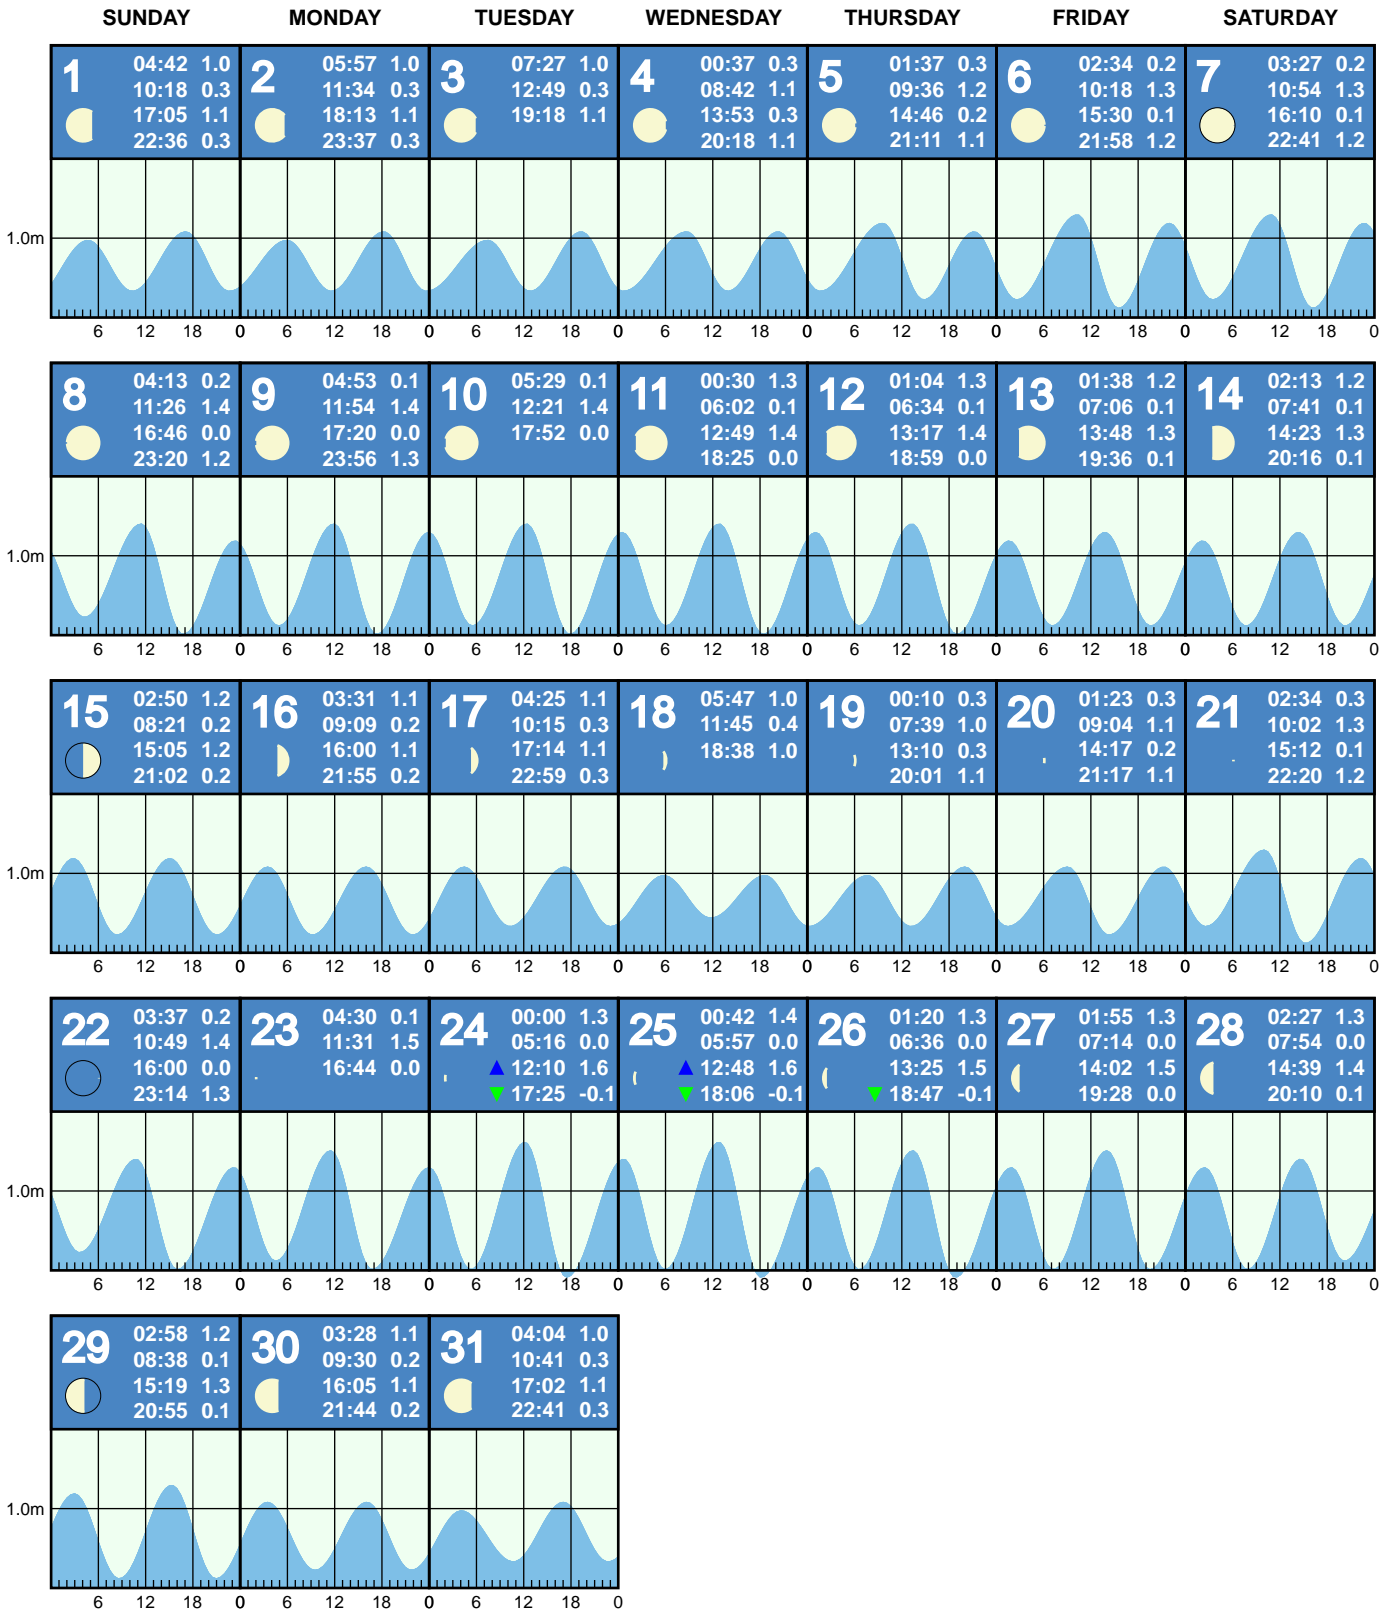 SUNDAY MONDAY TUESDAY WEDNESDAY THURSDAY FRIDAY SATURDAY
1 04:42 1.0
10:18 0.3
17:05 1.1
22:36 0.3
2 05:57 1.0
11:34 0.3
18:13 1.1
23:37 0.3
3 07:27 1.0
12:49 0.3
19:18 1.1
4 00:37 0.3
08:42 1.1
13:53 0.3
20:18 1.1
5 01:37 0.3
09:36 1.2
14:46 0.2
21:11 1.1
6 02:34 0.2
10:18 1.3
15:30 0.1
21:58 1.2
7 03:27 0.2
10:54 1.3
16:10 0.1
22:41 1.2
1.0m
6 12 18 0 6 12 18 0 6 12 18 0 6 12 18 0 6 12 18 0 6 12 18 0 6 12 18 0
8 04:13 0.2
11:26 1.4
16:46 0.0
23:20 1.2
9 04:53 0.1
11:54 1.4
17:20 0.0
23:56 1.3
10 05:29 0.1
12:21 1.4
17:52 0.0
11 00:30 1.3
06:02 0.1
12:49 1.4
18:25 0.0
12 01:04 1.3
06:34 0.1
13:17 1.4
18:59 0.0
13 01:38 1.2
07:06 0.1
13:48 1.3
19:36 0.1
14 02:13 1.2
07:41 0.1
14:23 1.3
20:16 0.1
1.0m
6 12 18 0 6 12 18 0 6 12 18 0 6 12 18 0 6 12 18 0 6 12 18 0 6 12 18 0
15 02:50 1.2
08:21 0.2
15:05 1.2
21:02 0.2
16 03:31 1.1
09:09 0.2
16:00 1.1
21:55 0.2
17 04:25 1.1
10:15 0.3
17:14 1.1
22:59 0.3
18 05:47 1.0
11:45 0.4
18:38 1.0
19 00:10 0.3
07:39 1.0
13:10 0.3
20:01 1.1
20 01:23 0.3
09:04 1.1
14:17 0.2
21:17 1.1
21 02:34 0.3
10:02 1.3
15:12 0.1
22:20 1.2
1.0m
6 12 18 0 6 12 18 0 6 12 18 0 6 12 18 0 6 12 18 0 6 12 18 0 6 12 18 0
22 03:37 0.2
10:49 1.4
16:00 0.0
23:14 1.3
23 04:30 0.1
11:31 1.5
16:44 0.0
24 00:00 1.3
05:16 0.0
12:10 1.6
17:25 -0.1
25 00:42 1.4
05:57 0.0
12:48 1.6
18:06 -0.1
26 01:20 1.3
06:36 0.0
13:25 1.5
18:47 -0.1
27 01:55 1.3
07:14 0.0
14:02 1.5
19:28 0.0
28 02:27 1.3
07:54 0.0
14:39 1.4
20:10 0.1
1.0m
6 12 18 0 6 12 18 0 6 12 18 0 6 12 18 0 6 12 18 0 6 12 18 0 6 12 18 0
29 02:58 1.2
08:38 0.1
15:19 1.3
20:55 0.1
30 03:28 1.1
09:30 0.2
16:05 1.1
21:44 0.2
31 04:04 1.0
10:41 0.3
17:02 1.1
22:41 0.3
1.0m
6 12 18 0 6 12 18 0 6 12 18 0